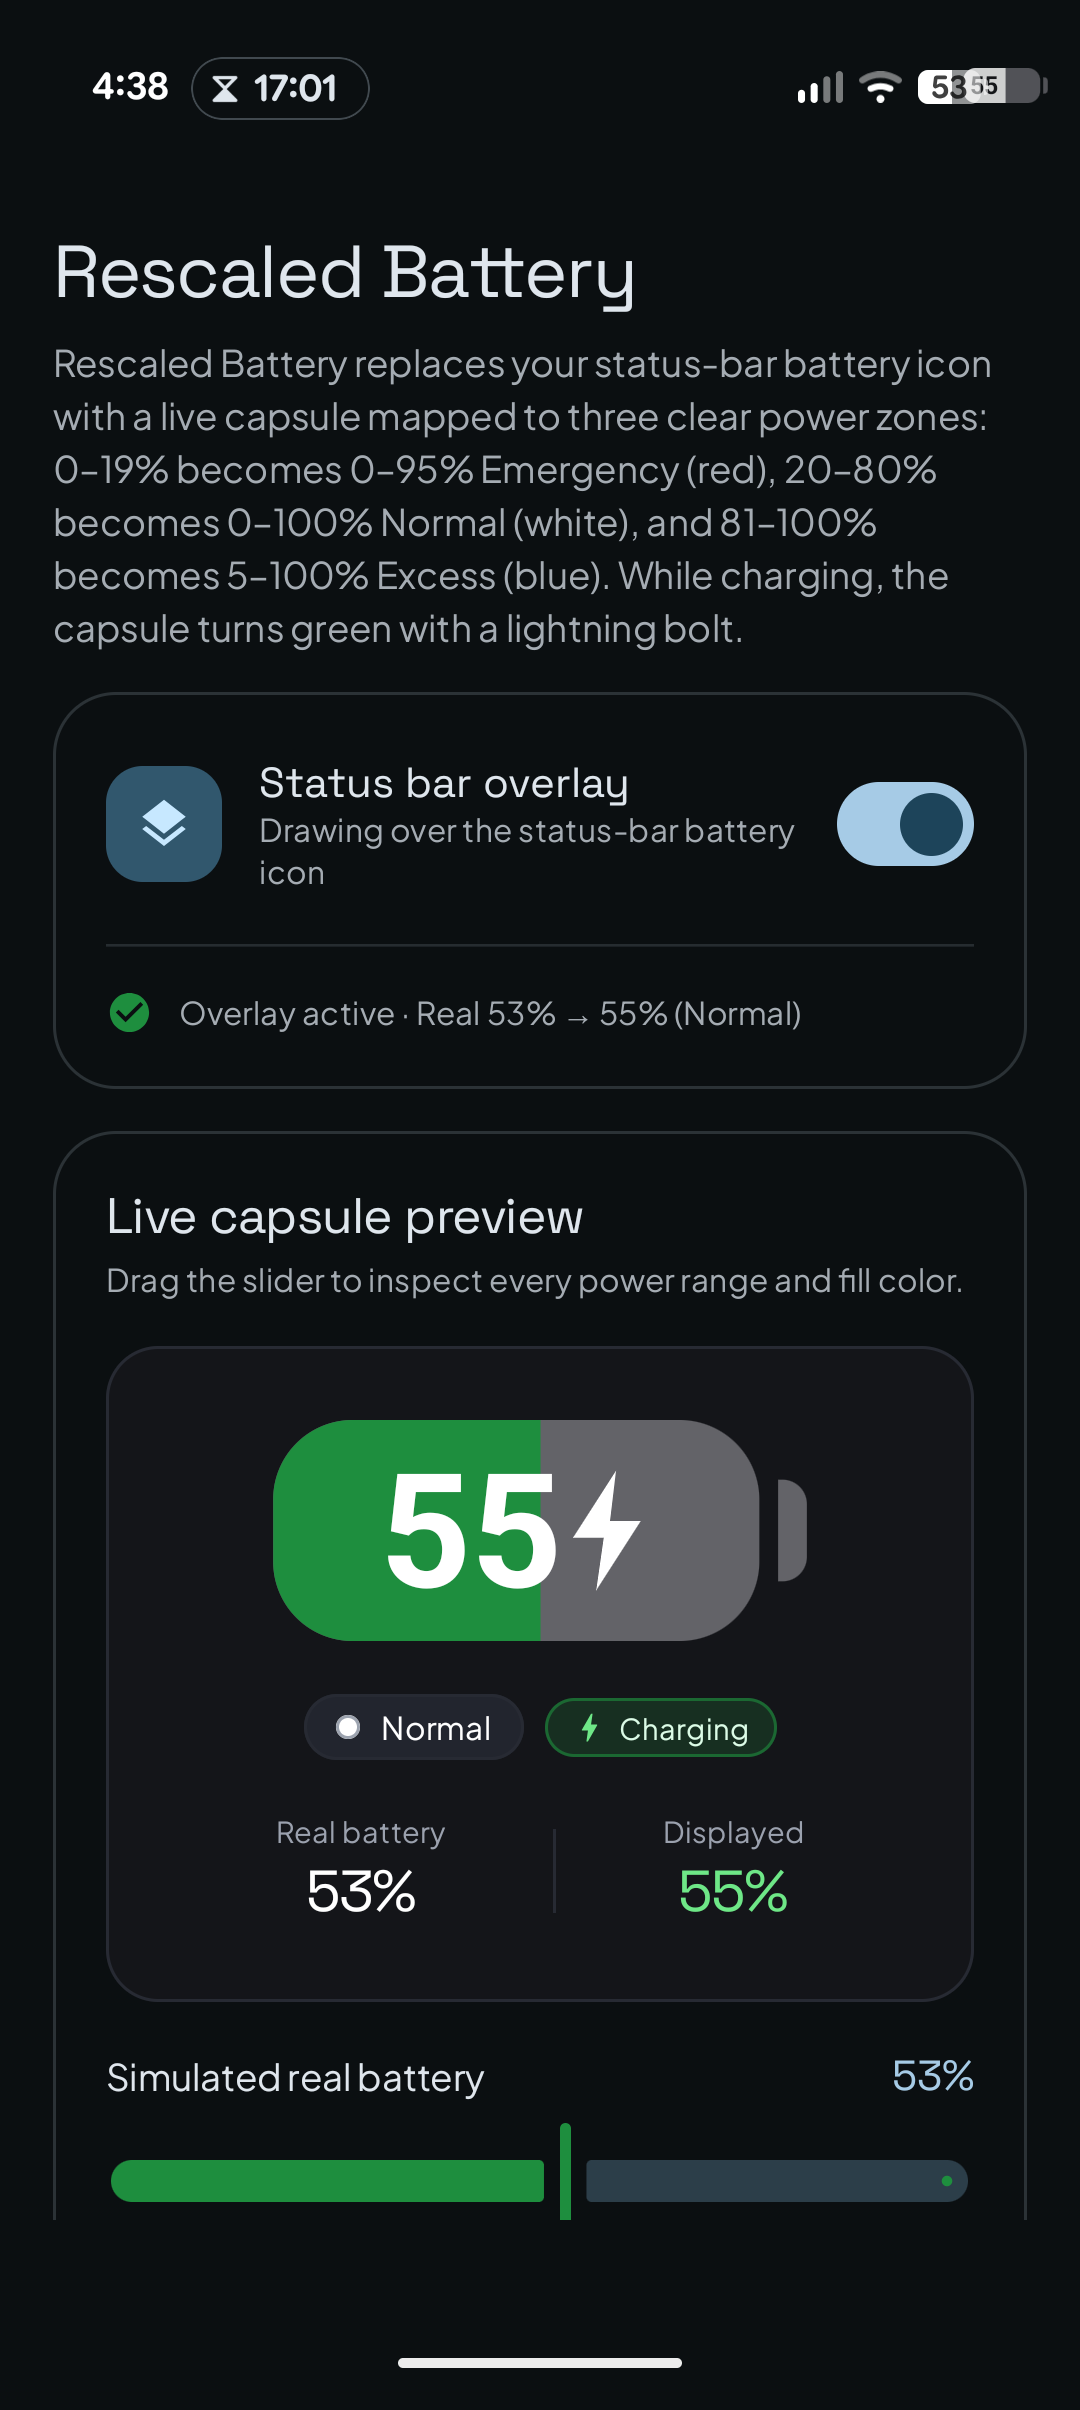 4:38 17:01 53 55
Rescaled Battery
Rescaled Battery replaces your status-bar battery icon
with a live capsule mapped to three clear power zones:
0–19% becomes 0–95% Emergency (red), 20–80%
becomes 0–100% Normal (white), and 81–100%
becomes 5–100% Excess (blue). While charging, the
capsule turns green with a lightning bolt.
Status bar overlay
Drawing over the status-bar battery
icon
Overlay active · Real 53% → 55% (Normal)
Live capsule preview
Drag the slider to inspect every power range and fill color.
55
Normal Charging
Real battery Displayed
53% 55%
Simulated real battery 53%